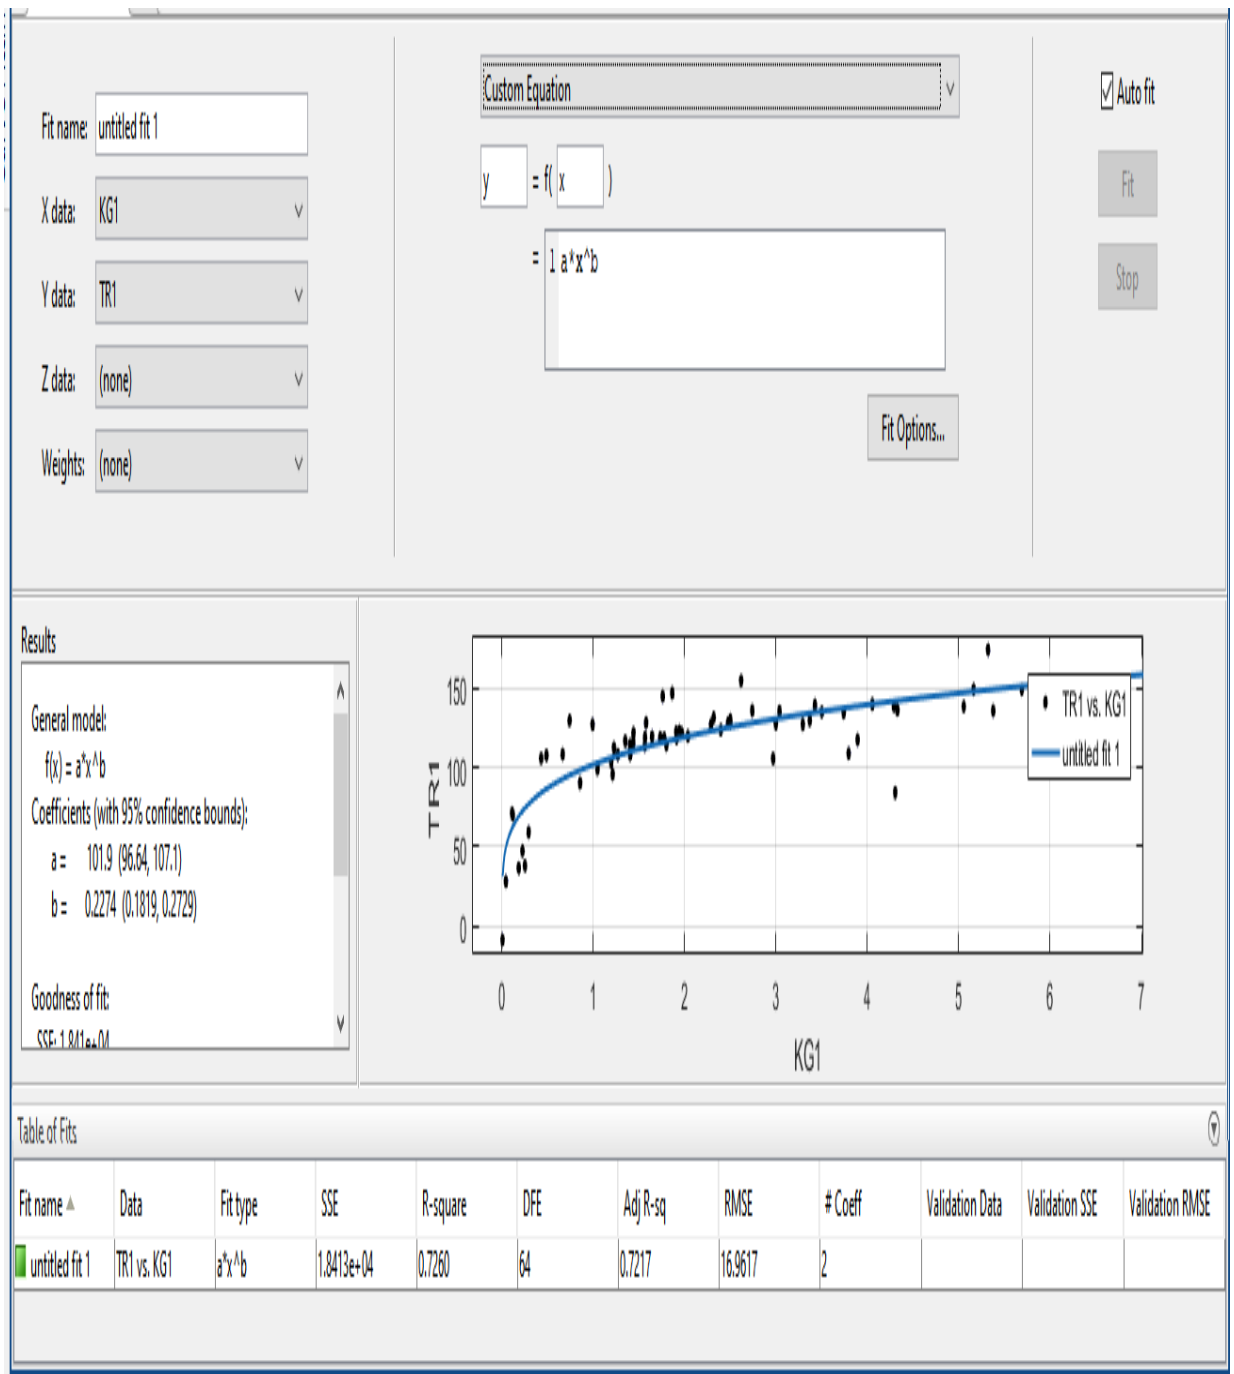 Fit name: untitled fit 1
X data: KG1
Y data: TR1
Z data: (none)
Weights: (none)
Custom Equation
y = f( x )
= 1 a*x^b
Fit Options...
Auto fit
Fit
Stop
Results
General model:
f(x) = a*x^b
Coefficients (with 95% confidence bounds):
a = 101.9 (96.64, 107.1)
b = 0.2274 (0.1819, 0.2729)
Goodness of fit:
SSE: 1.841e+04
150
100
50
0
TR1
0 1 2 3 4 5 6 7
KG1
TR1 vs. KG1
untitled fit 1
Table of Fits
Fit name Data Fit type SSE R-square DFE Adj R-sq RMSE # Coeff Validation Data Validation SSE Validation RMSE
untitled fit 1 TR1 vs. KG1 a*x^b 1.8413e+04 0.7260 64 0.7217 16.9617 2